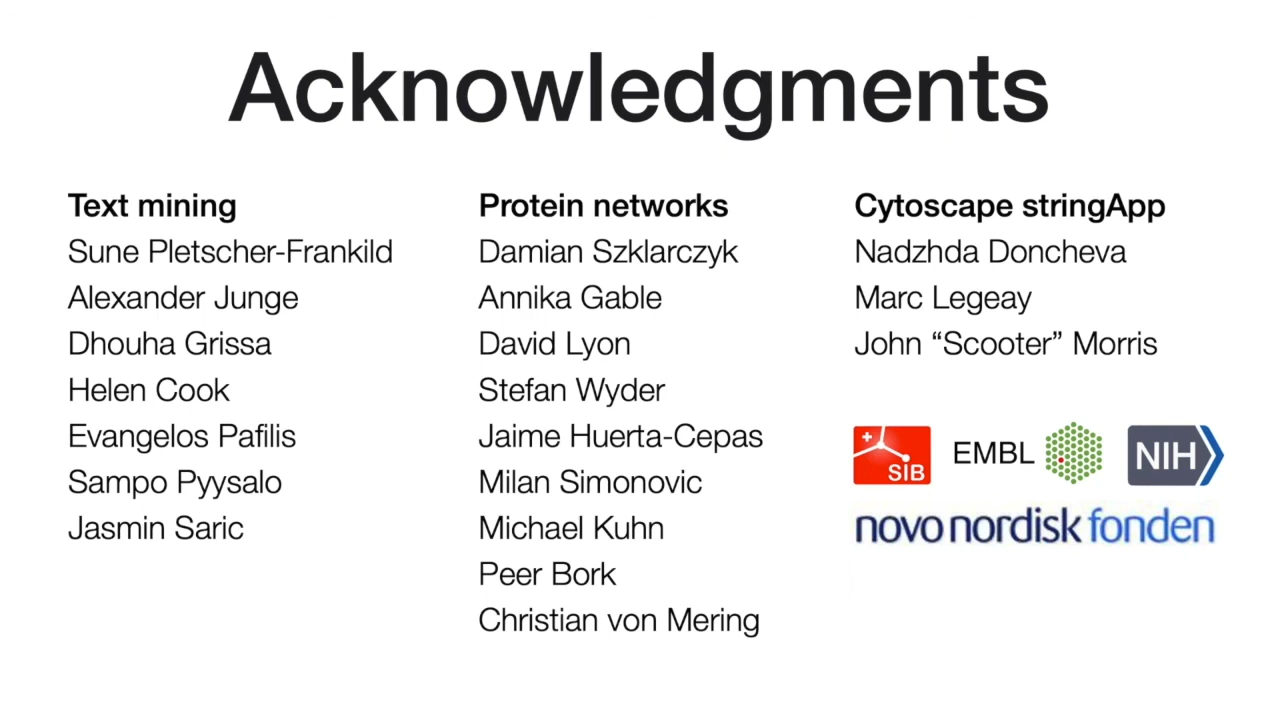 Acknowledgments
Text mining
Sune Pletscher-Frankild
Alexander Junge
Dhouha Grissa
Helen Cook
Evangelos Pafilis
Sampo Pyysalo
Jasmin Saric
Protein networks
Damian Szklarczyk
Annika Gable
David Lyon
Stefan Wyder
Jaime Huerta-Cepas
Milan Simonovic
Michael Kuhn
Peer Bork
Christian von Mering
Cytoscape stringApp
Nadzhda Doncheva
Marc Legeay
John “Scooter” Morris
SIB
EMBL
NIH
novo nordisk fonden